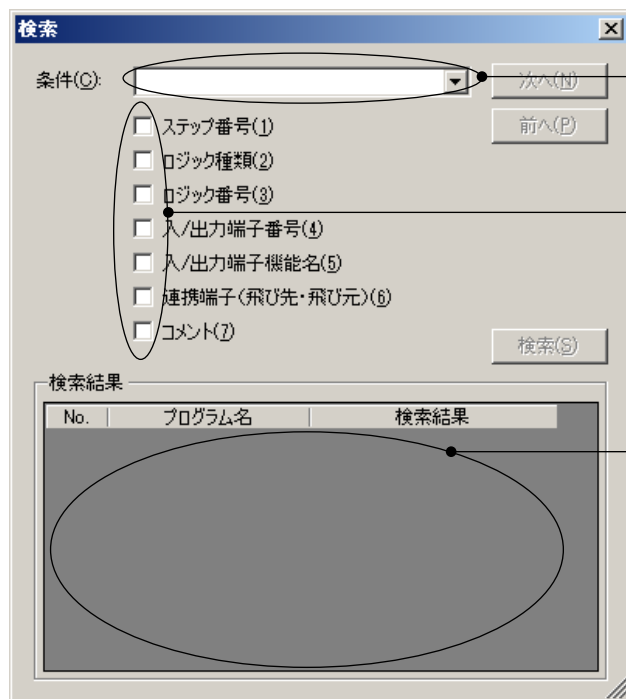 検索
条件(C): 次へ(N)
ステップ番号(1) 前へ(P)
ロジック種類(2)
ロジック番号(3)
入/出力端子番号(4)
入/出力端子機能名(5)
連携端子(飛び先・飛び元)(6)
コメント(7)
検索(S)
検索結果
No. プログラム名 検索結果